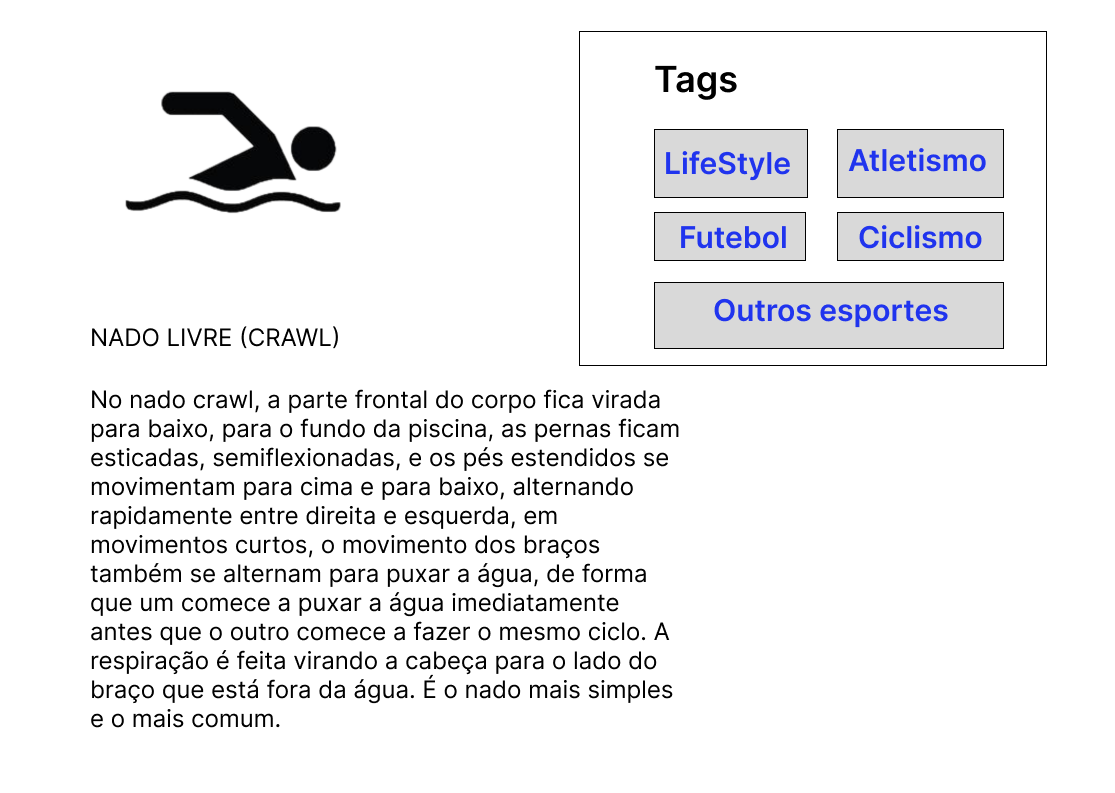 Tags
LifeStyle
Atletismo
Futebol
Ciclismo
Outros esportes
NADO LIVRE (CRAWL)
No nado crawl, a parte frontal do corpo fica virada
para baixo, para o fundo da piscina, as pernas ficam
esticadas, semiflexionadas, e os pés estendidos se
movimentam para cima e para baixo, alternando
rapidamente entre direita e esquerda, em
movimentos curtos, o movimento dos braços
também se alternam para puxar a água, de forma
que um comece a puxar a água imediatamente
antes que o outro comece a fazer o mesmo ciclo. A
respiração é feita virando a cabeça para o lado do
braço que está fora da água. É o nado mais simples
e o mais comum.